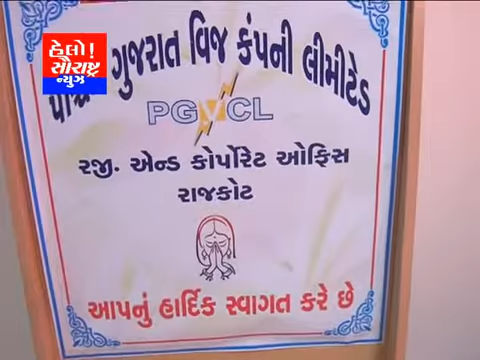 હેલો!
સૌરાષ્ટ્ર
ન્યુઝ
ગુજરાત વિજ કંપની લીમીટેડ
PGVCL
રજી. એન્ડ કોર્પોરેટ ઓફિસ
રાજકોટ
આપનું હાર્દિક સ્વાગત કરે છે